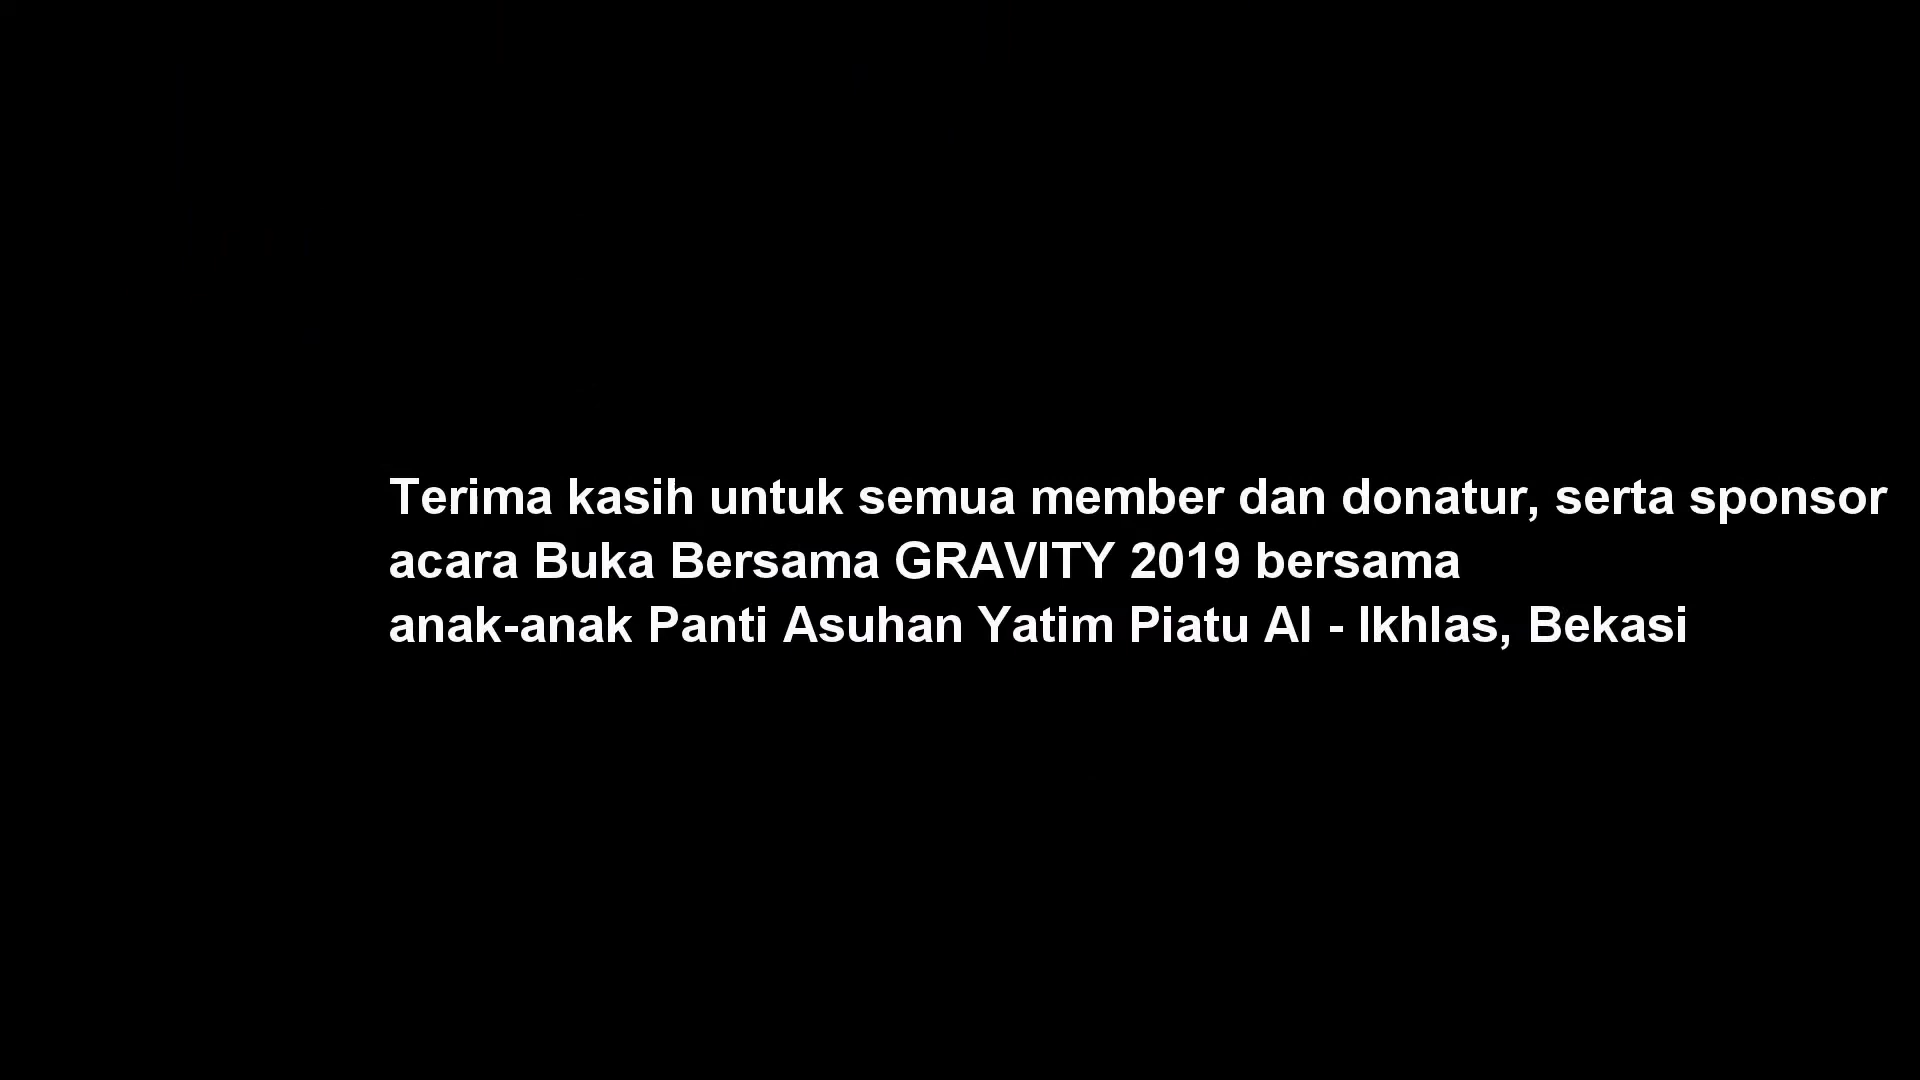 Terima kasih untuk semua member dan donatur, serta sponsor
acara Buka Bersama GRAVITY 2019 bersama
anak-anak Panti Asuhan Yatim Piatu Al - Ikhlas, Bekasi